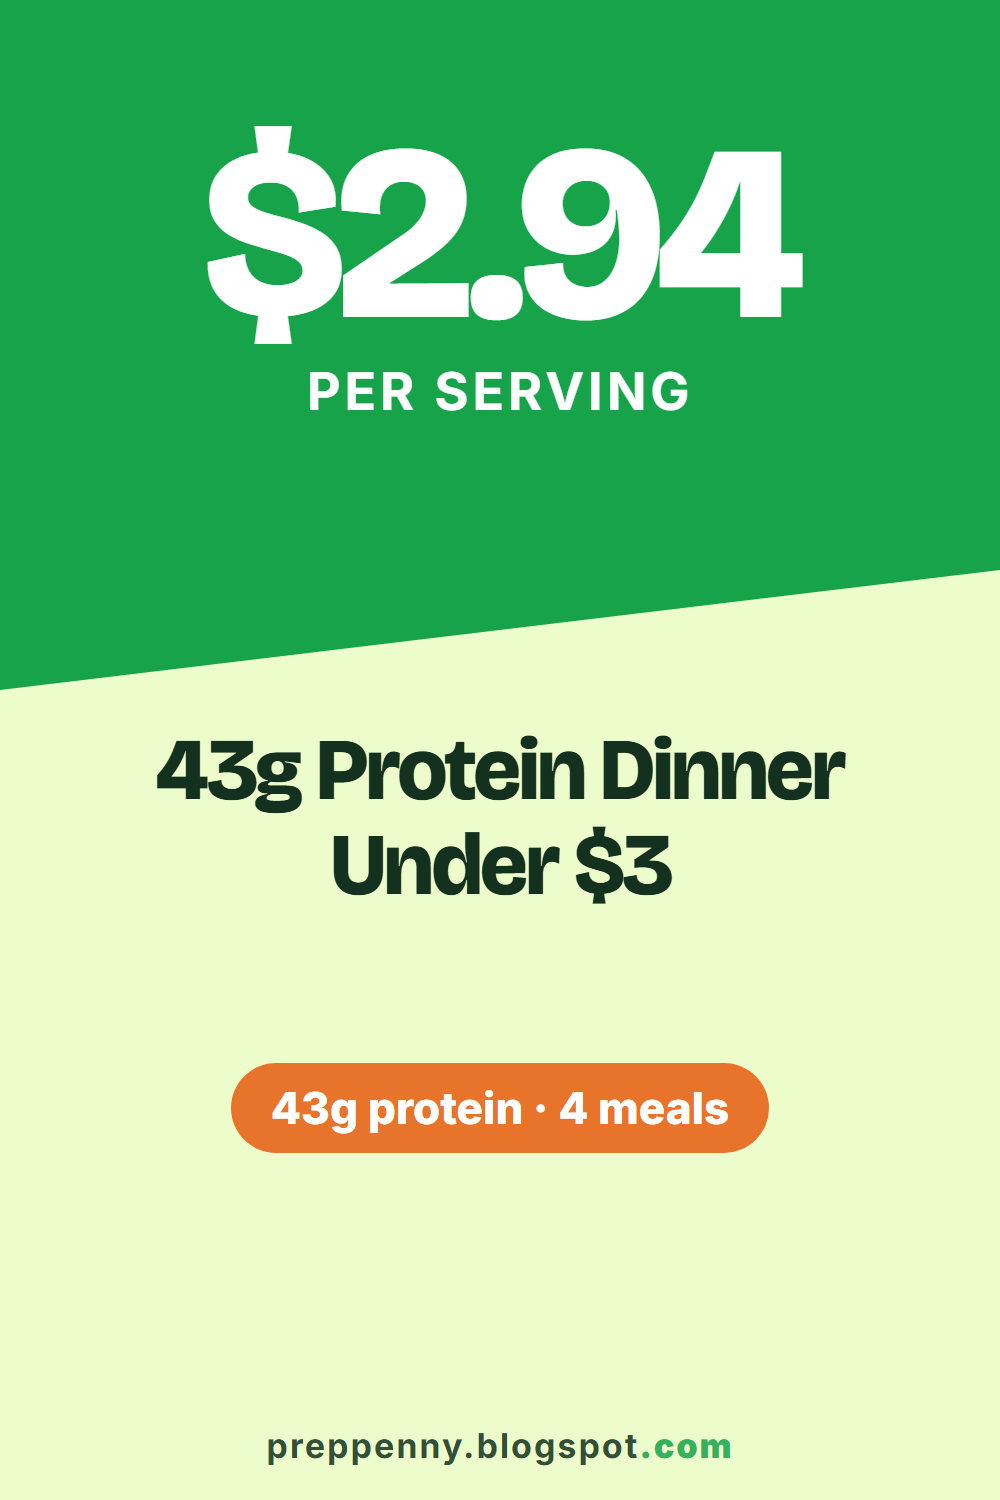 $2.94
PER SERVING
43g Protein Dinner
Under $3
43g protein · 4 meals
preppenny.blogspot.com